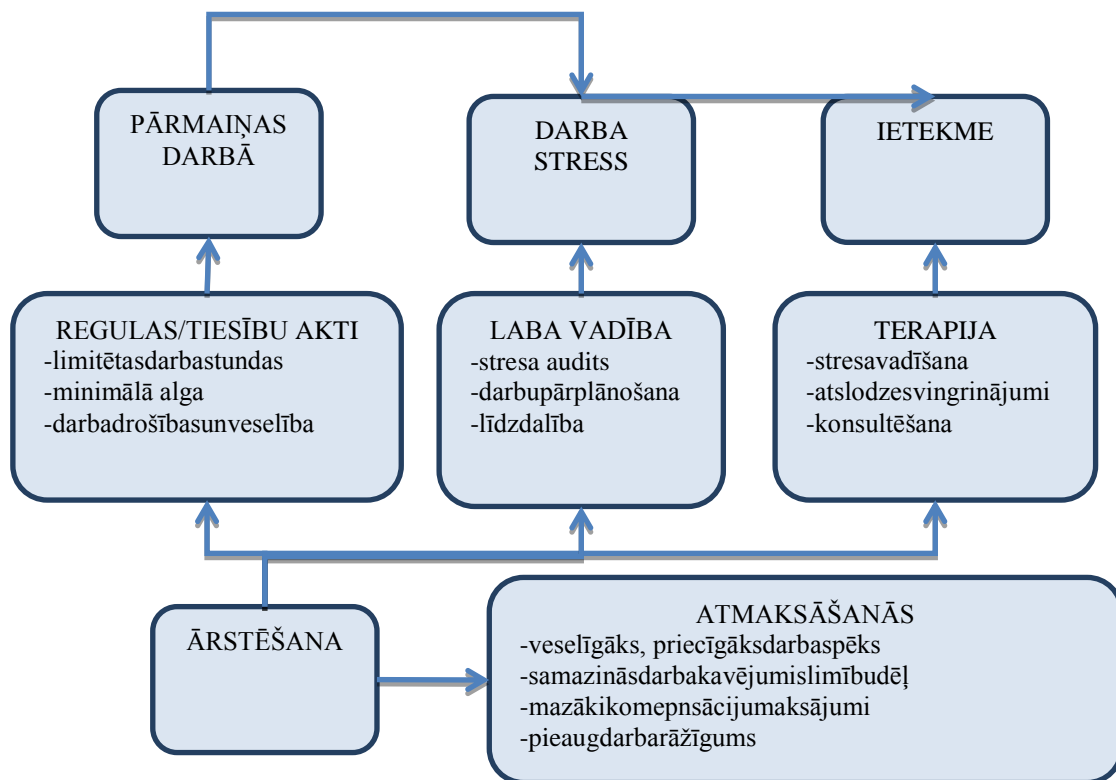 PĀRMAIŅAS
DARBĀ
DARBA
STRESS
IETEKME
REGULAS/TIESĪBU AKTI
-limitētasdarbastundas
-minimālā alga
-darbadrošībasunveselība
LABA VADĪBA
-stresa audits
-darbupārplānošana
-līdzdalība
TERAPIJA
-stresavadīšana
-atslodzesvingrinājumi
-konsultēšana
ĀRSTĒŠANA
ATMAKSĀŠANĀS
-veselīgāks, priecīgāksdarbaspēks
-samazināsdarbakavējumislimībudēļ
-mazākikomepnsācijumaksājumi
-pieaugdarbarāžīgums